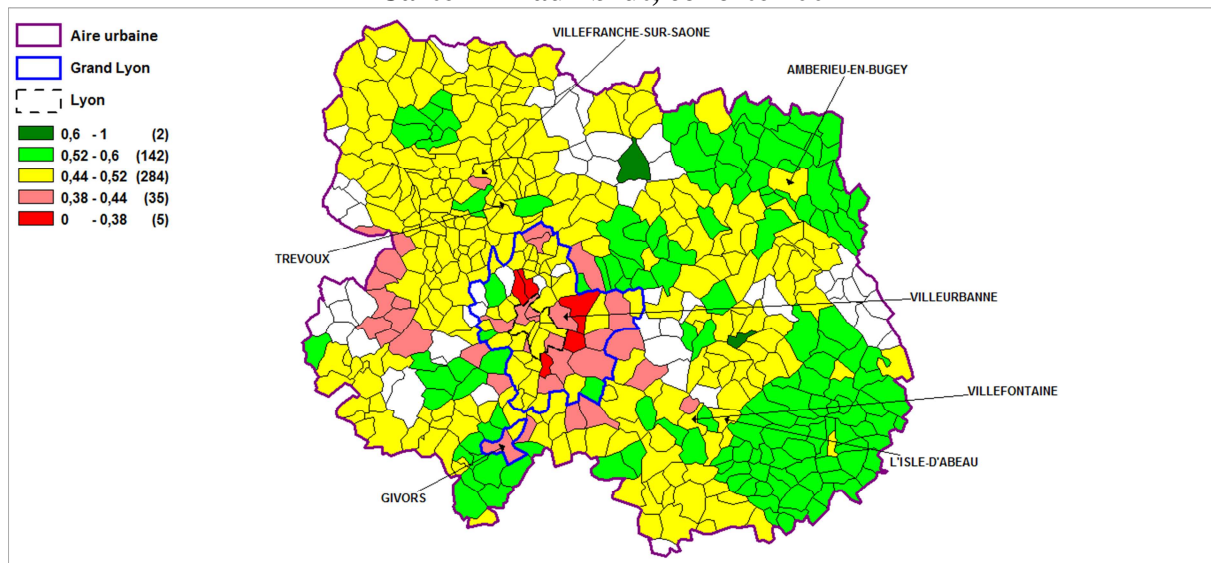 VILLEFRANCHE-SUR-SAONE
AMBERIEU-EN-BUGEY
Aire urbaine
Grand Lyon
Lyon
0,6 - 1 (2)
0,52 - 0,6 (142)
0,44 - 0,52 (284)
0,38 - 0,44 (35)
0 - 0,38 (5)
TREVOUX
VILLEURBANNE
VILLEFONTAINE
L'ISLE-D'ABEAU
GIVORS